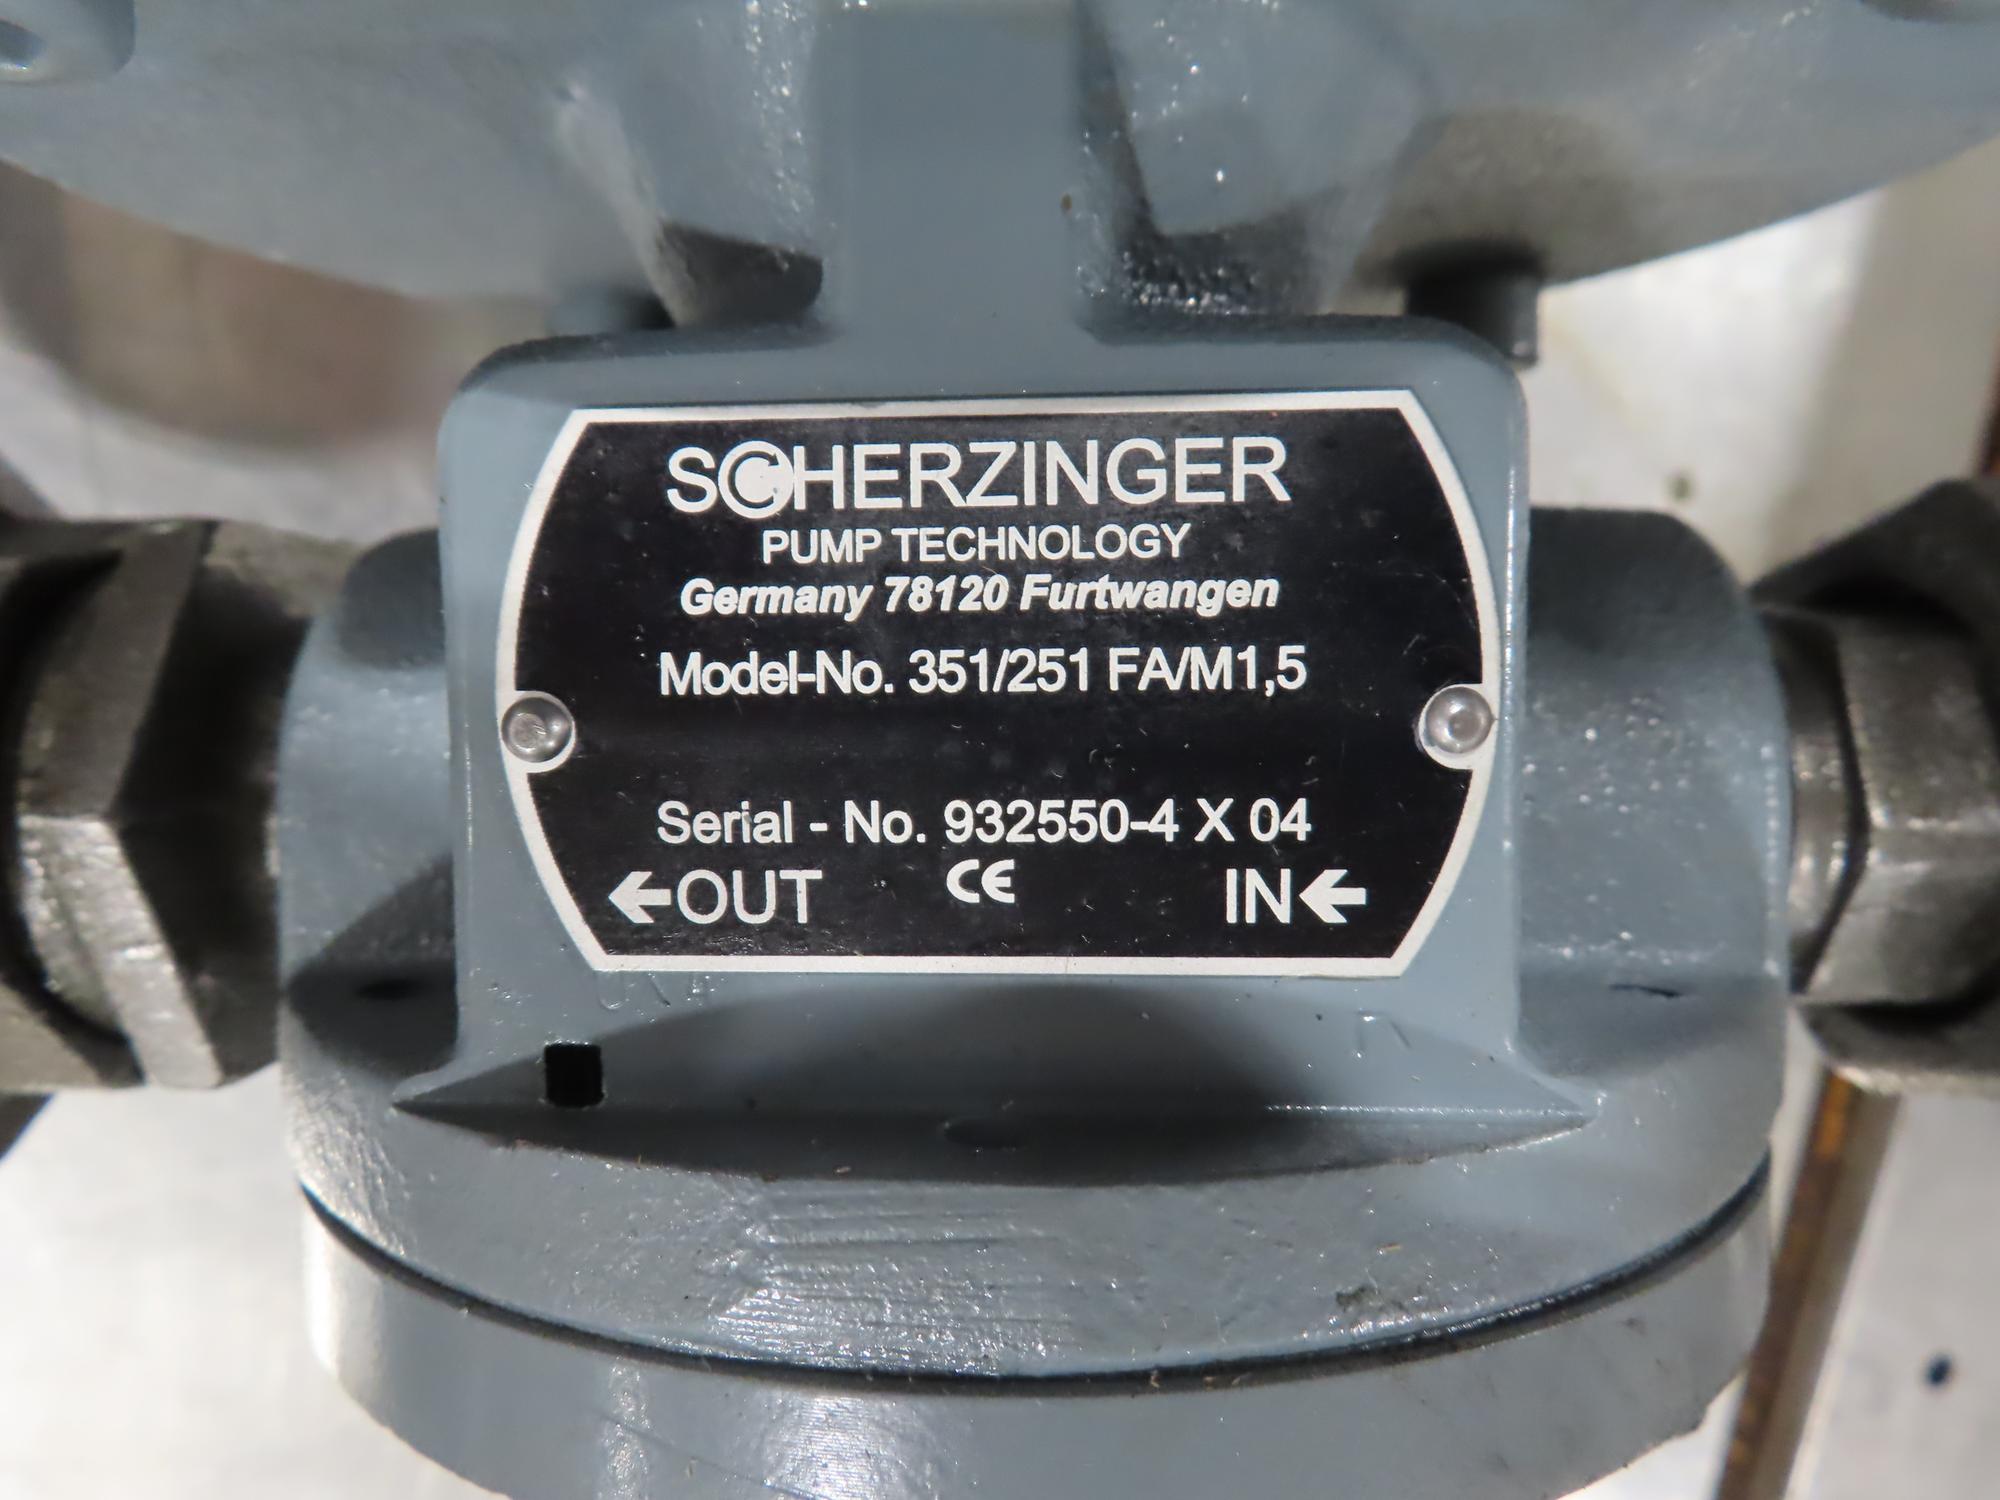 SCHERZINGER
PUMP TECHNOLOGY
Germany 78120 Furtwangen
Model-No. 351/251 FA/M1,5
Serial - No. 932550-4 X 04
←OUT CE IN←